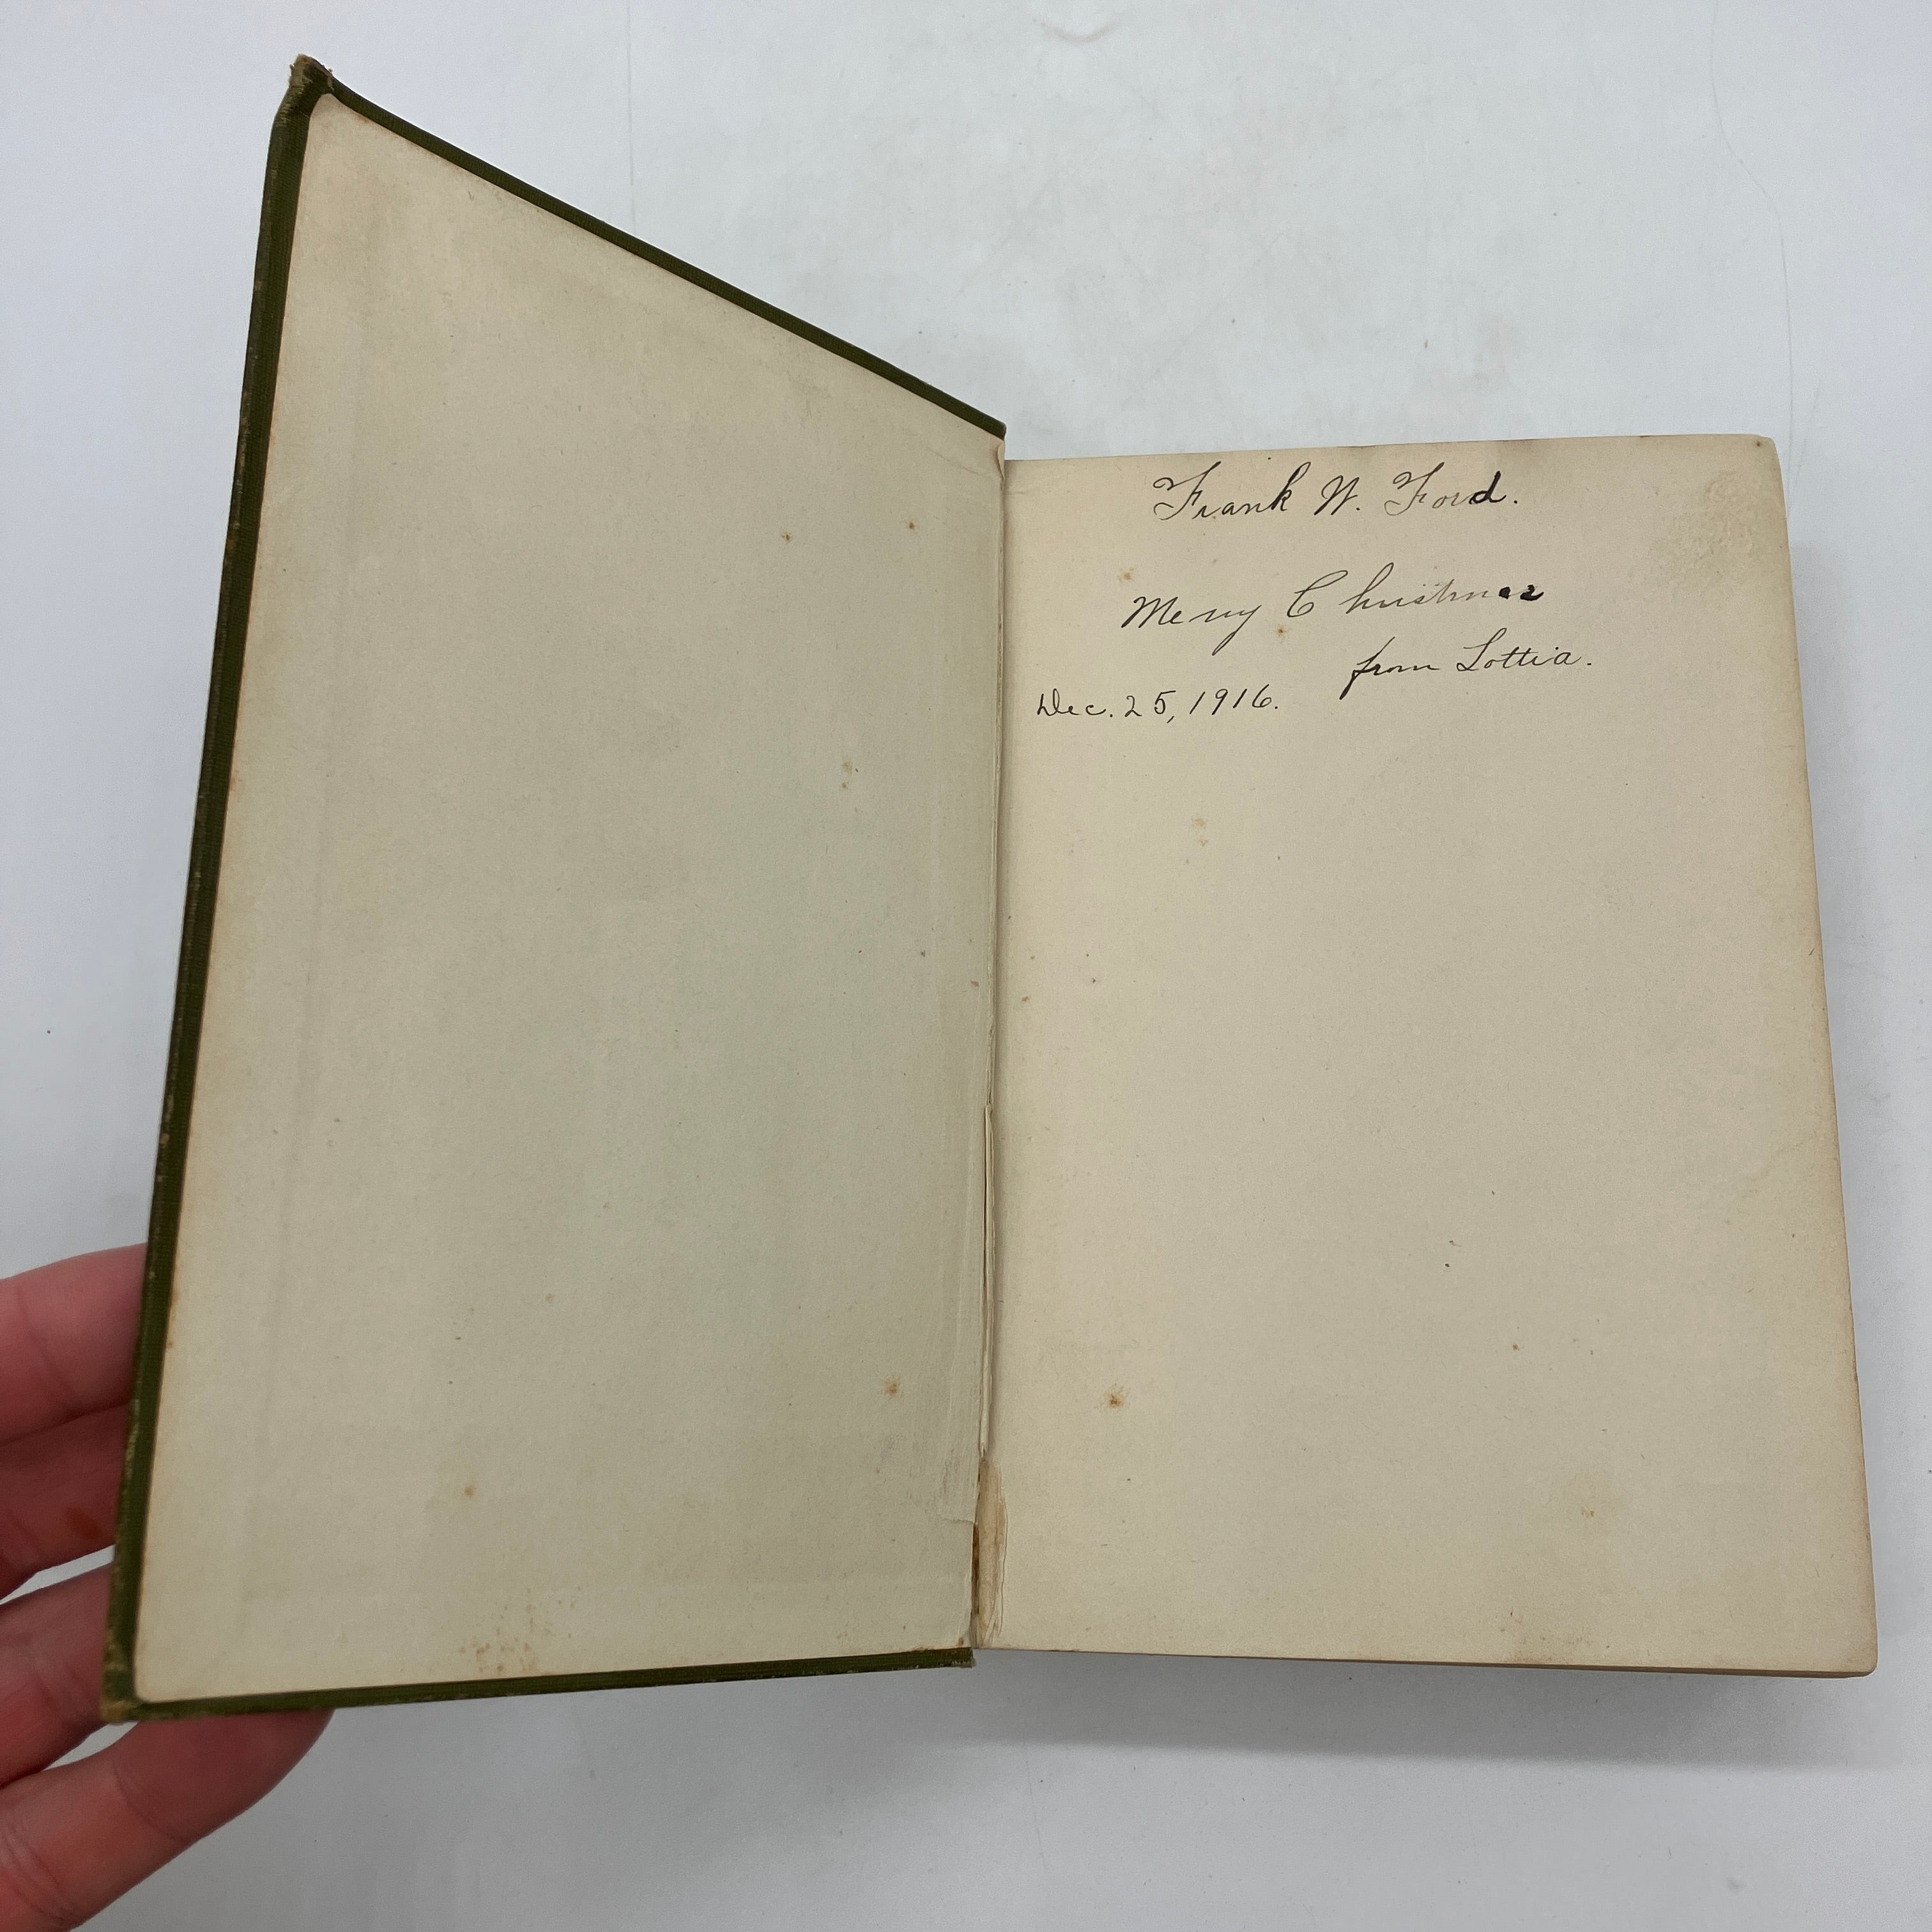 Frank W. Ford.
Merry Christmas
from Lottia.
Dec. 25, 1916.